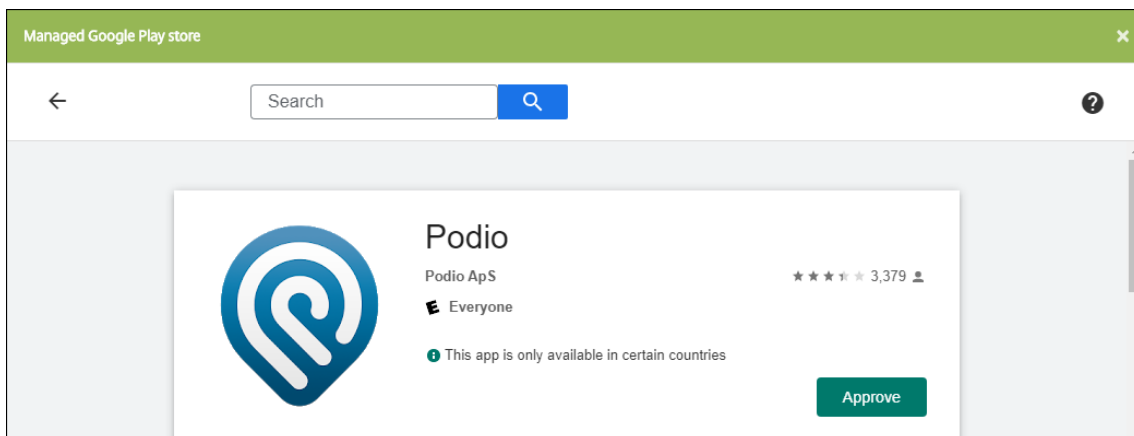 Managed Google Play store
Search
Podio
Podio ApS
3,379
Everyone
This app is only available in certain countries
Approve